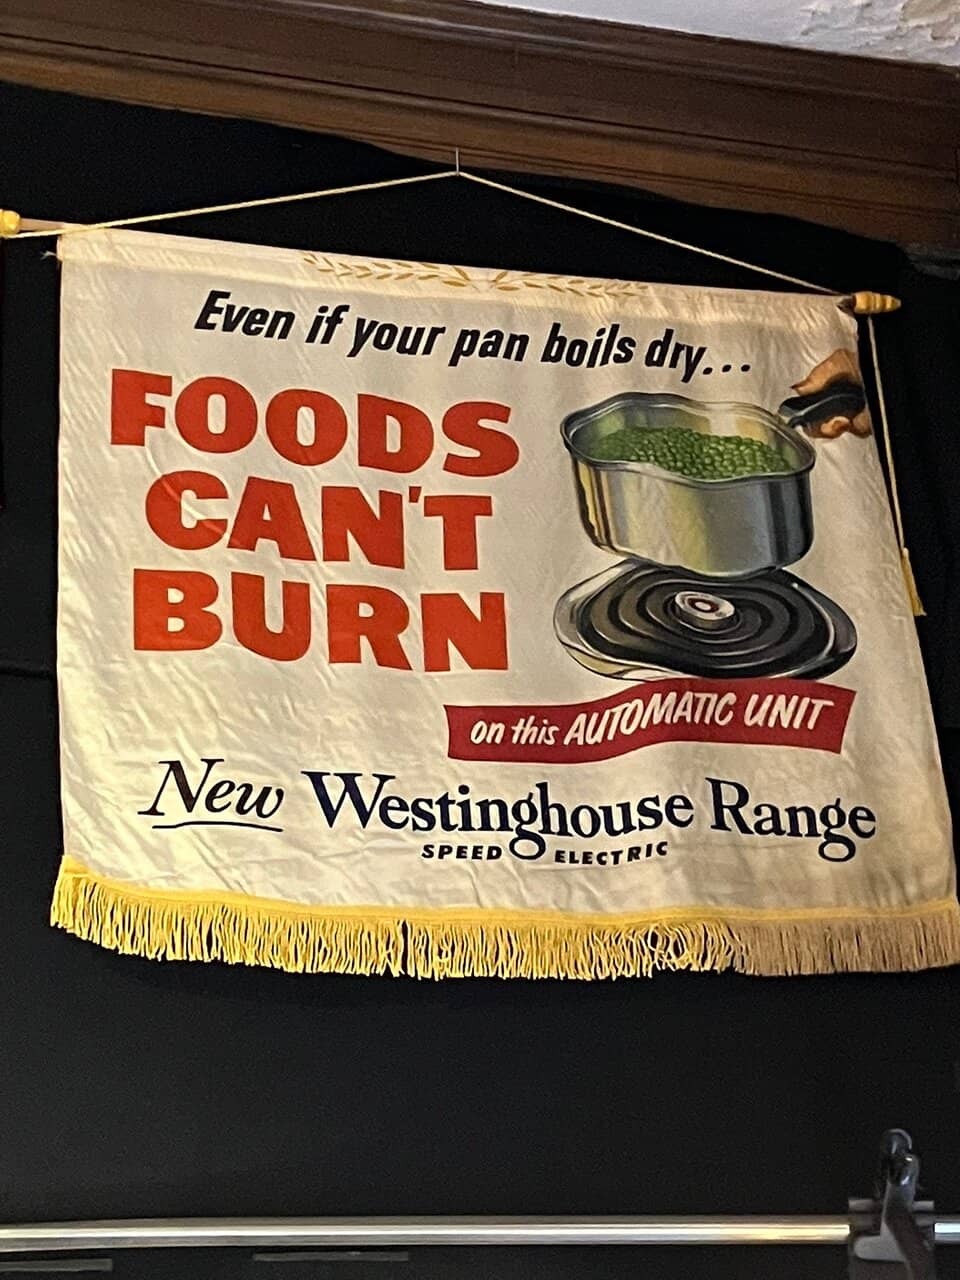 Even if your pan boils dry...
FOODS
CAN'T
BURN
on this AUTOMATIC UNIT
New Westinghouse Range
SPEED ELECTRIC